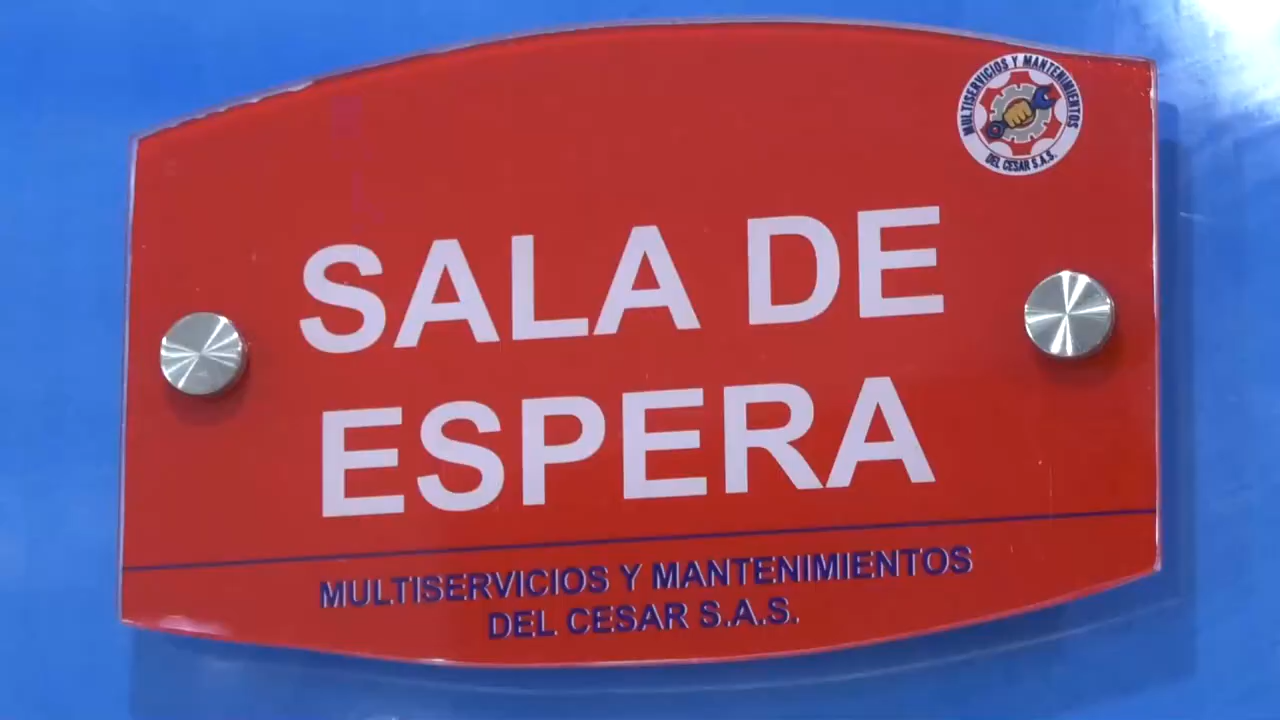 MULTISERVICIOS Y MANTENIMIENTOS
DEL CESAR S.A.S.
SALA DE
ESPERA
MULTISERVICIOS Y MANTENIMIENTOS
DEL CESAR S.A.S.